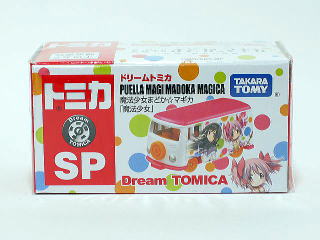 トミカ
Dream
TOMICA
SP
ドリームトミカ
PUELLA MAGI MADOKA MAGICA
魔法少女まどか☆マギカ
「魔法少女」
TAKARA
TOMY
Dream TOMICA